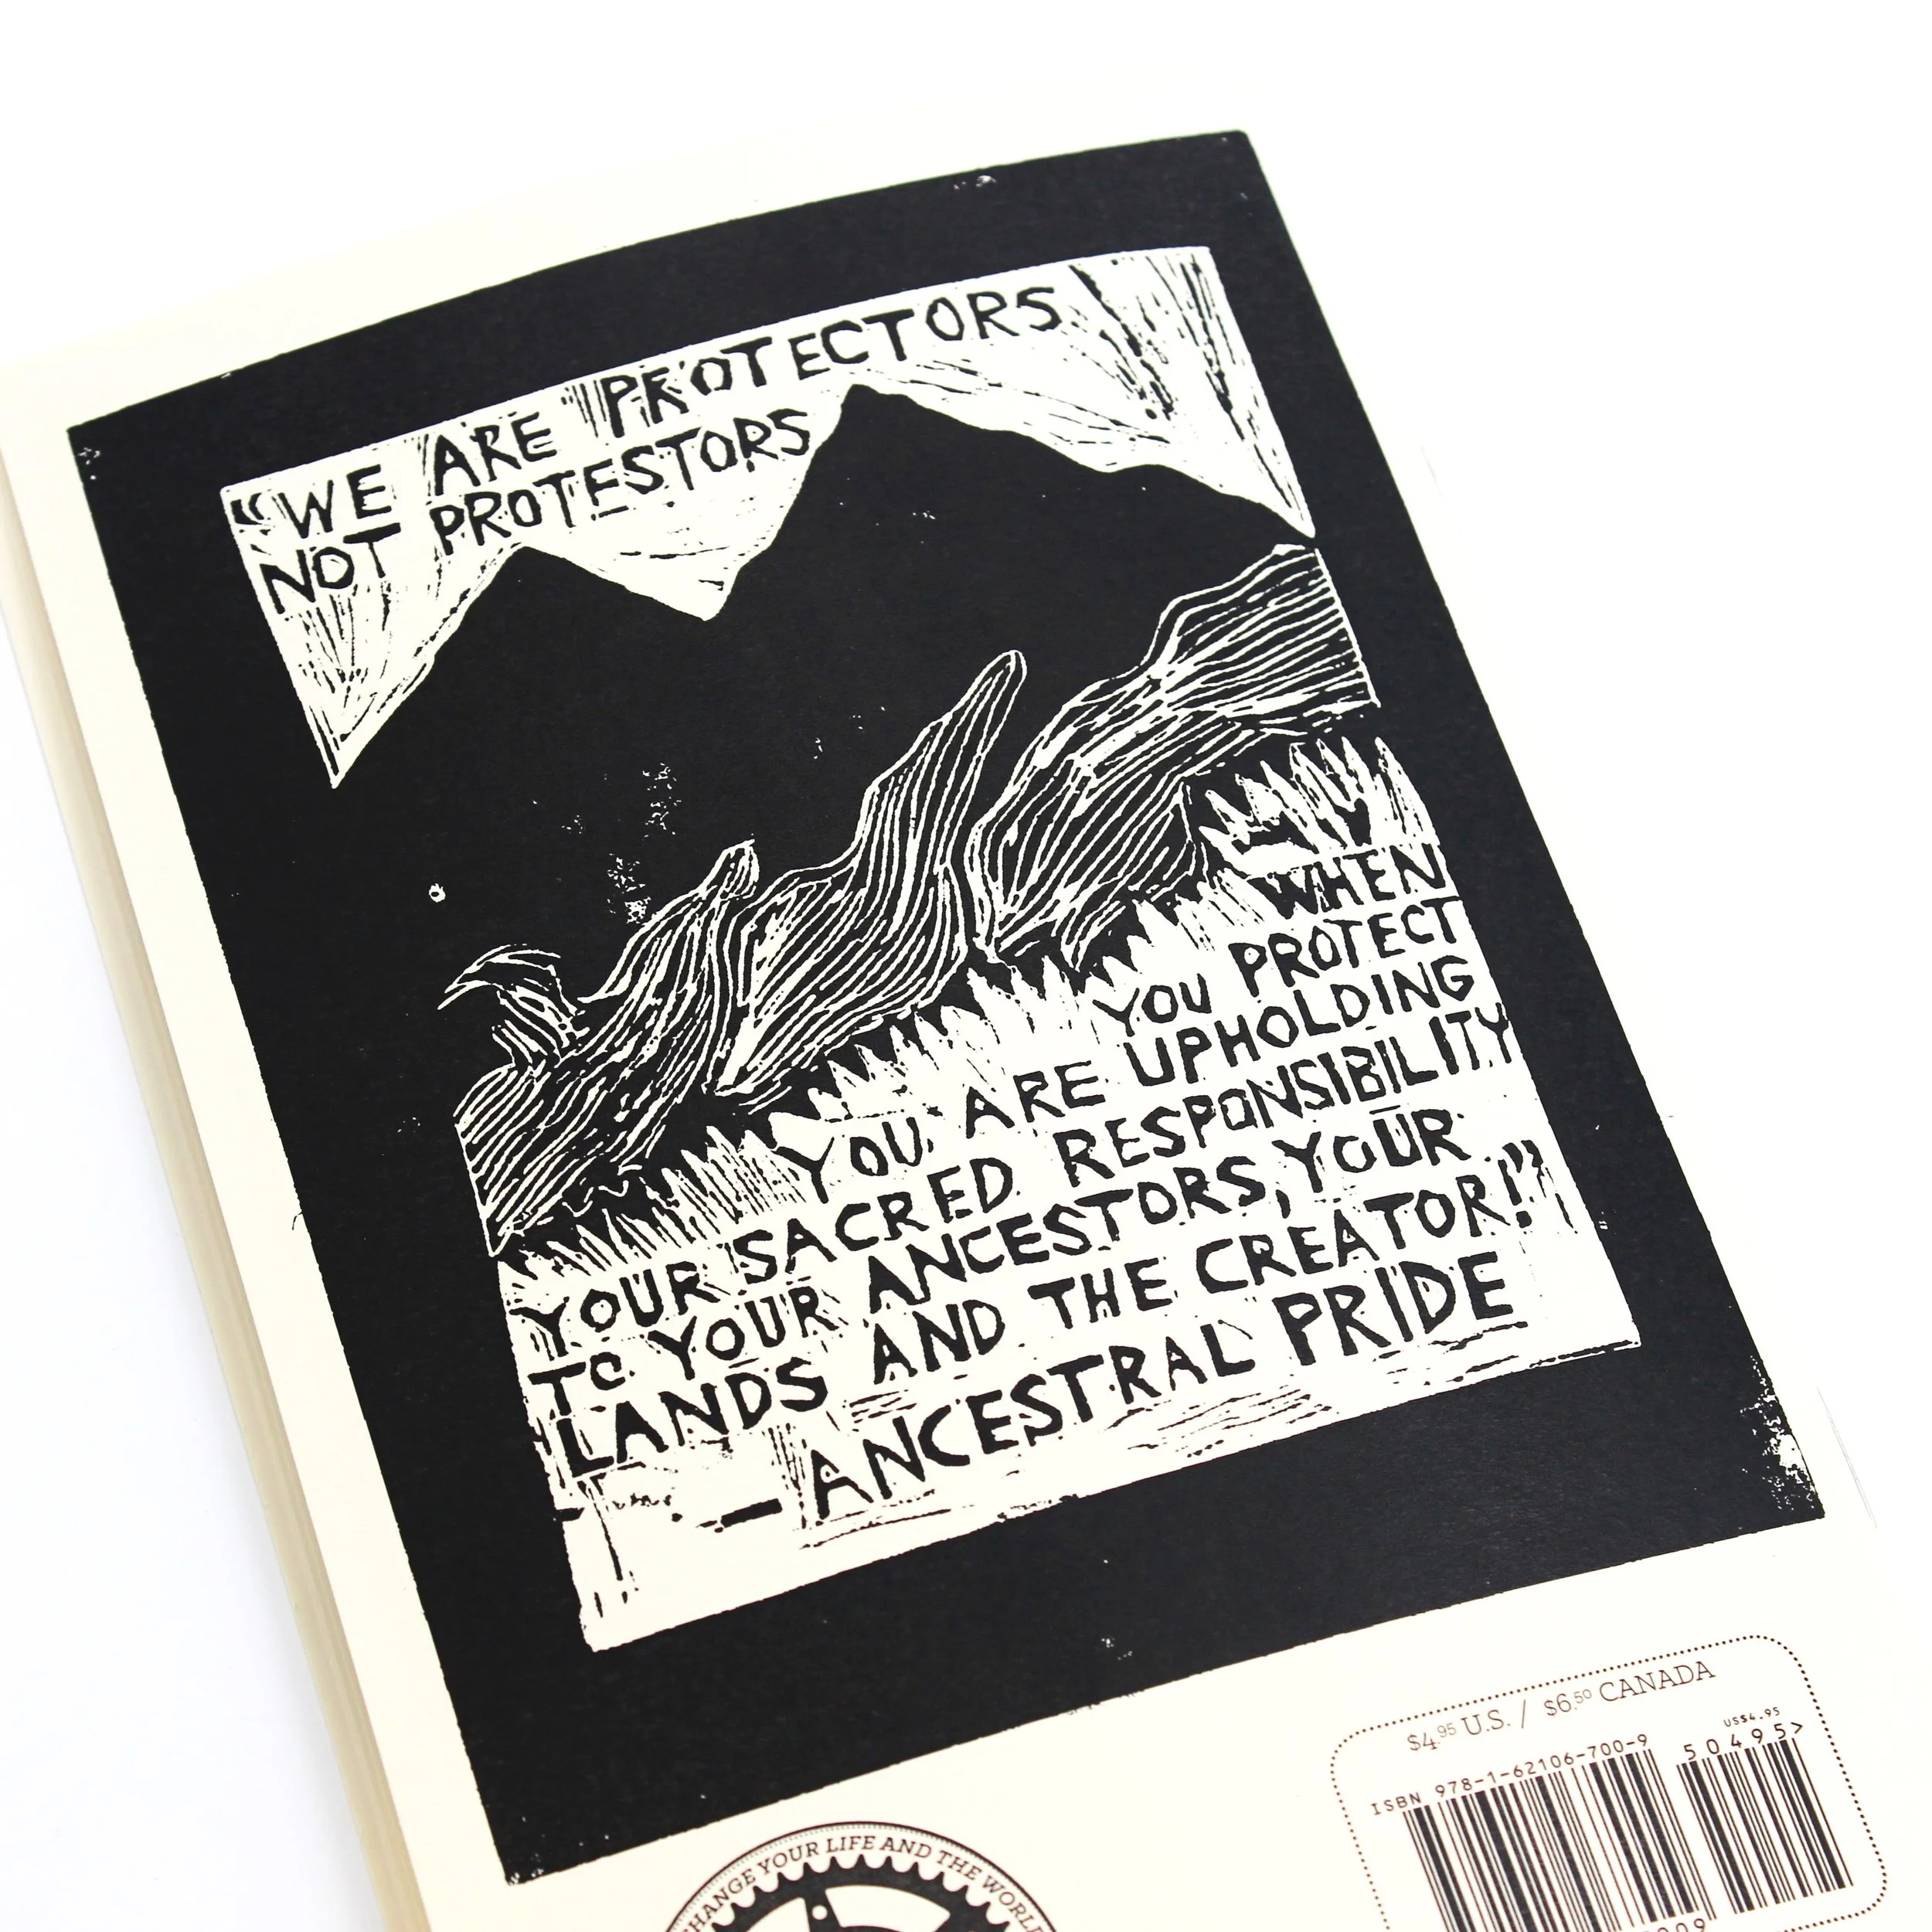 "WE ARE PROTECTORS
NOT PROTESTORS
WHEN
YOU PROTECT
YOU ARE UPHOLDING
YOUR SACRED RESPONSIBILITY
TO YOUR ANCESTORS, YOUR
LANDS AND THE CREATOR!"
— ANCESTRAL PRIDE
$4.95 U.S. / $6.50 CANADA
ISBN 978-1-62106-700-9
US$4.95
50495>
CHANGE YOUR LIFE AND THE WORLD